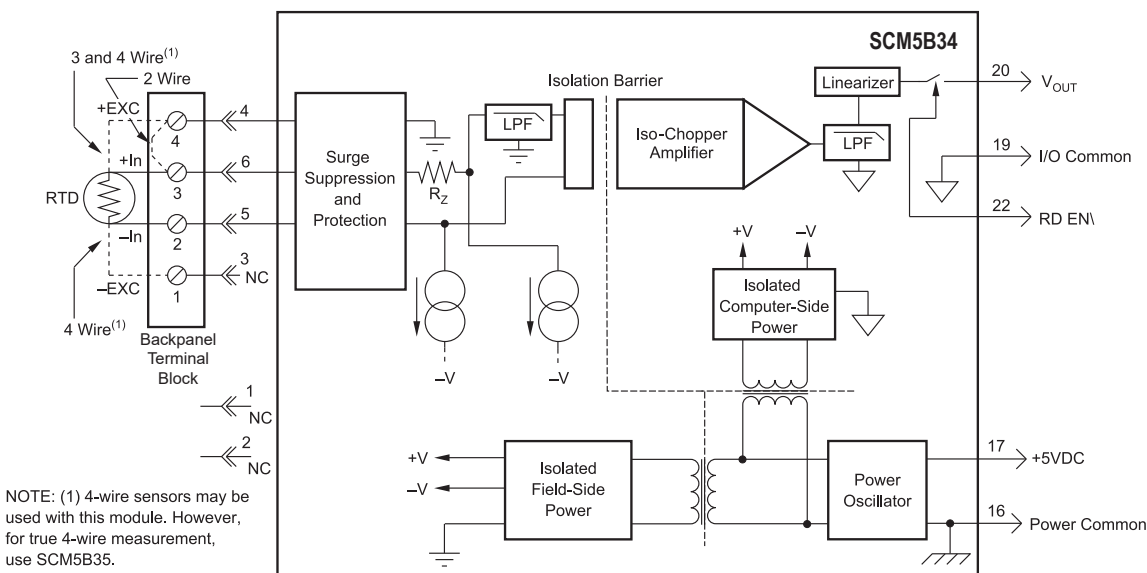 SCM5B34
3 and 4 Wire(1)
2 Wire
+EXC
4
4
Isolation Barrier
Linearizer
20
VOUT
LPF
Surge
Suppression
and
Protection
Iso-Chopper
Amplifier
LPF
19
I/O Common
+In
3
6
RZ
RTD
–In
2
5
22
RD EN\
–EXC
1
3
NC
+V
–V
4 Wire(1)
Backpanel
Terminal
Block
Isolated
Computer-Side
Power
–V
–V
1
NC
2
NC
+V
–V
Isolated
Field-Side
Power
Power
Oscillator
17
+5VDC
16
Power Common
NOTE: (1) 4-wire sensors may be
used with this module. However,
for true 4-wire measurement,
use SCM5B35.